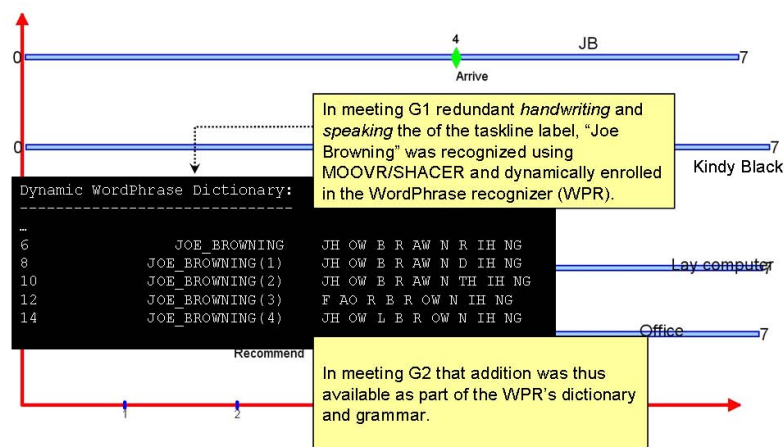 4
JB
0
7
Arrive
In meeting G1 redundant handwriting and
speaking the of the taskline label, “Joe
Browning” was recognized using
MOOVR/SHACER and dynamically enrolled
in the WordPhrase recognizer (WPR).
0
7
Kindy Black
Dynamic WordPhrase Dictionary:
-------------------------------
…
6 JOE_BROWNING JH OW B R AW N R IH NG
8 JOE_BROWNING(1) JH OW B R AW N D IH NG
10 JOE_BROWNING(2) JH OW B R AW N TH IH NG
12 JOE_BROWNING(3) F AO R B R OW N IH NG
14 JOE_BROWNING(4) JH OW L B R OW N IH NG
Lay computer
7
Office
7
Recommend
In meeting G2 that addition was thus
available as part of the WPR’s dictionary
and grammar.
1
2